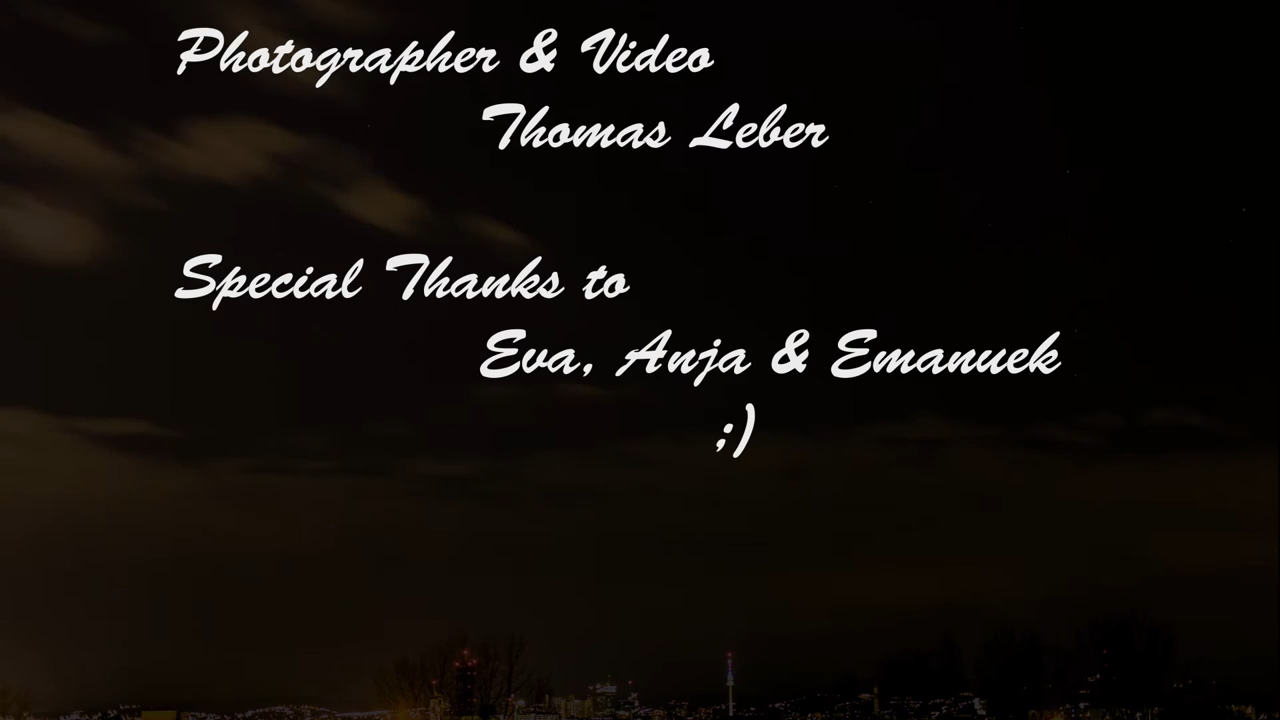 Photographer & Video
Thomas Leber
Special Thanks to
Eva, Anja & Emanuek
;)